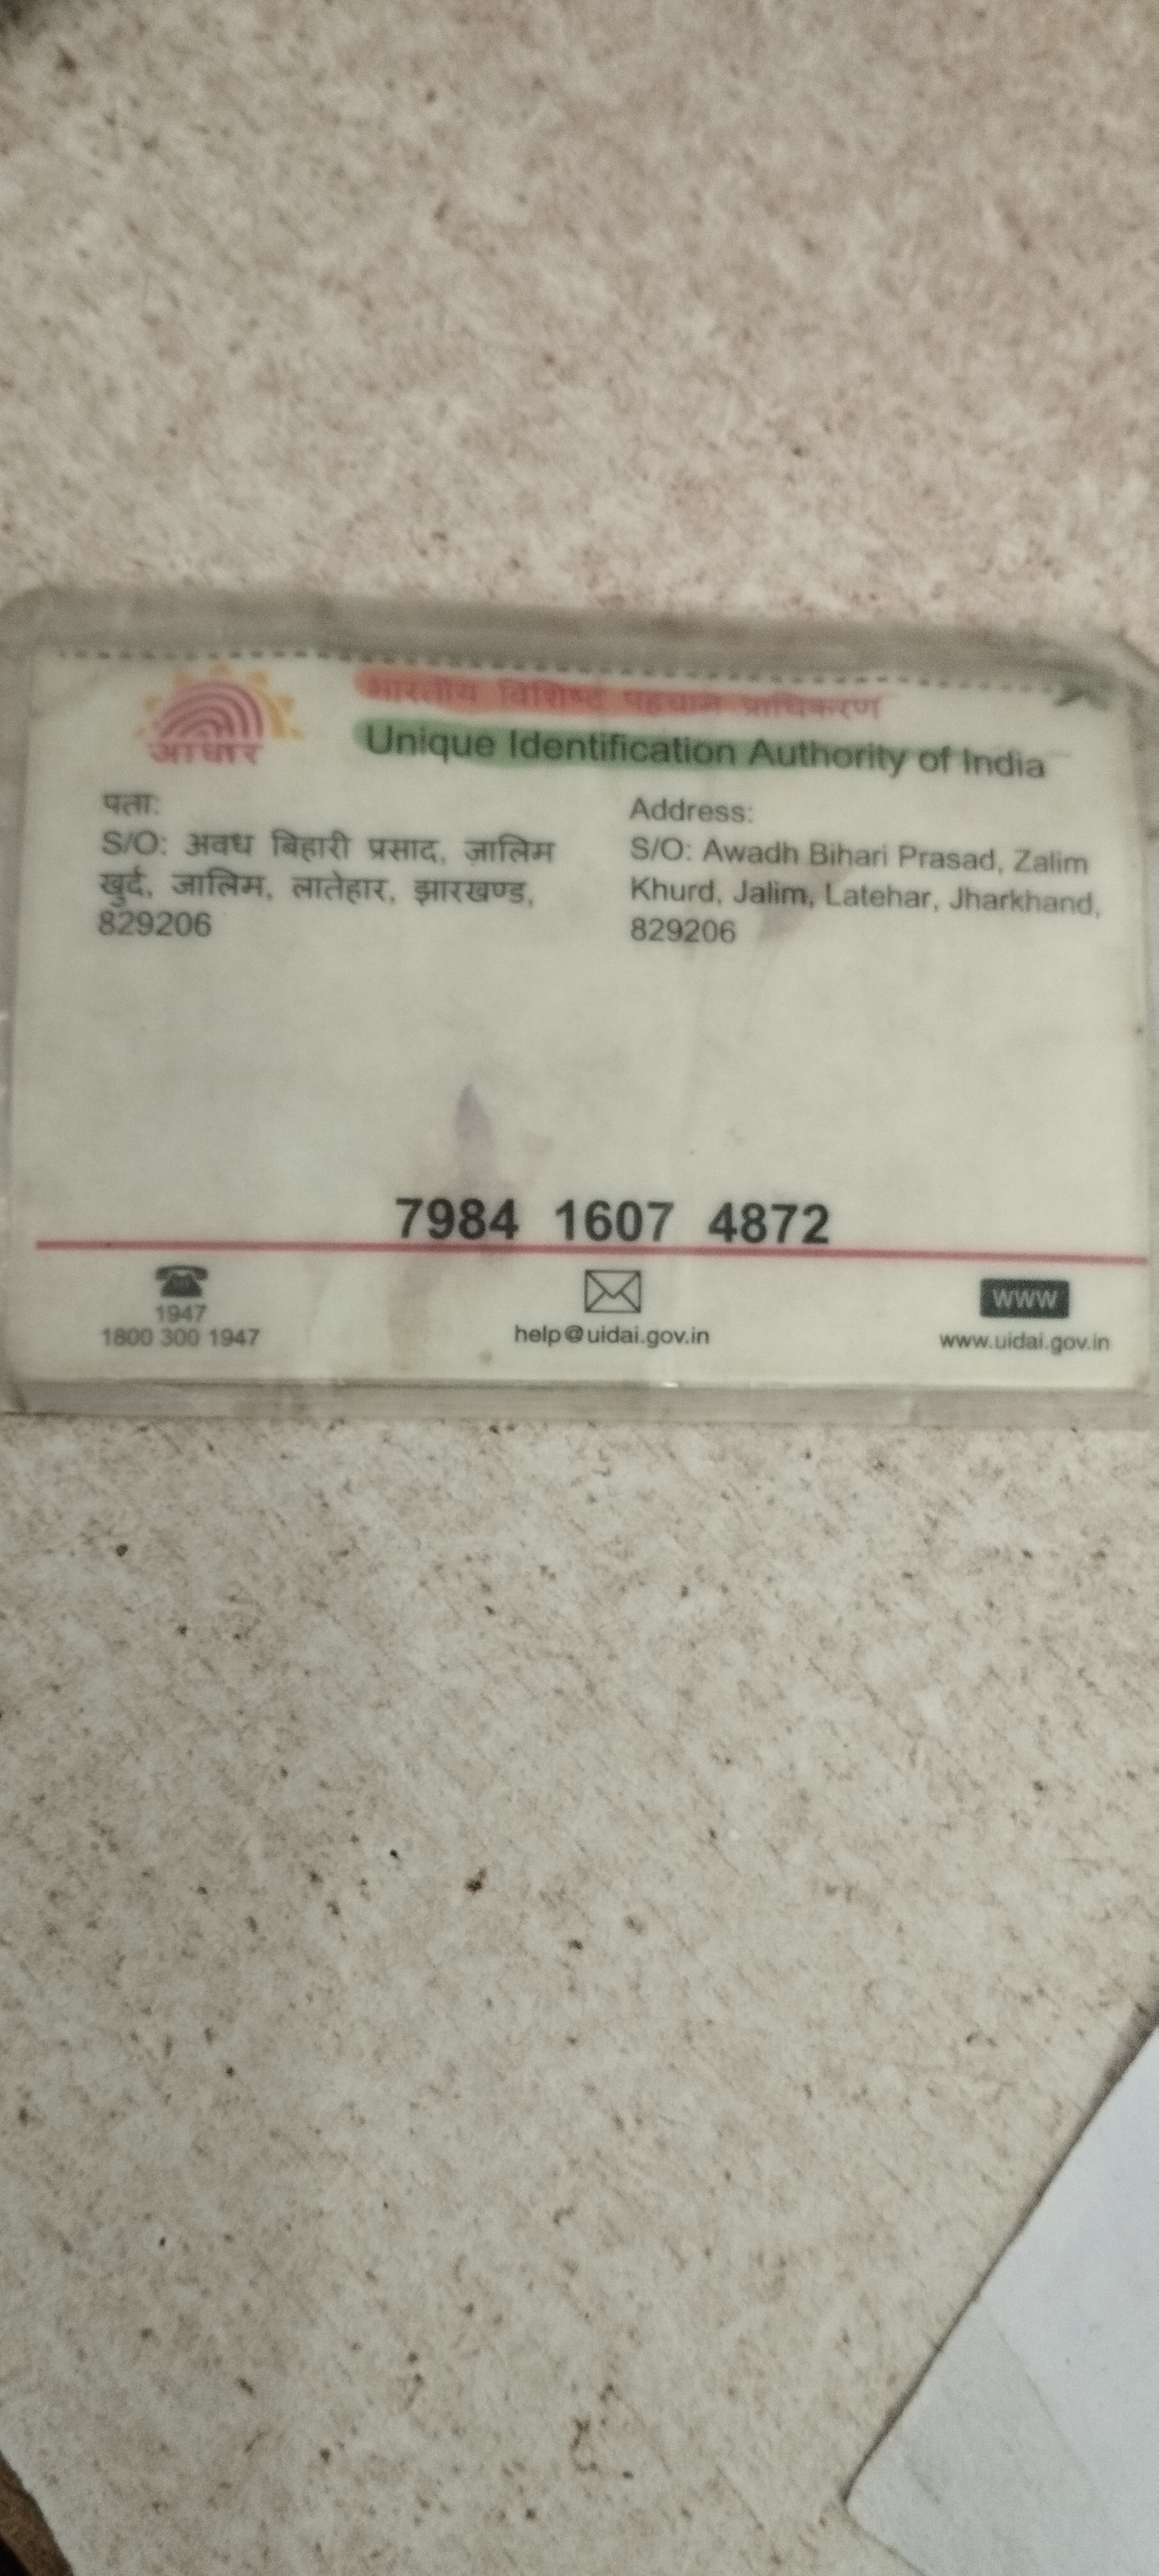 भारतीय विशिष्ट पहचान प्राधिकरण
आधार
Unique Identification Authority of India
पता:
S/O: अवध बिहारी प्रसाद, ज़ालिम
खुर्द, जालिम, लातेहार, झारखण्ड,
829206
Address:
S/O: Awadh Bihari Prasad, Zalim
Khurd, Jalim, Latehar, Jharkhand,
829206
7984 1607 4872
1947
1800 300 1947
help@uidai.gov.in
WWW
www.uidai.gov.in